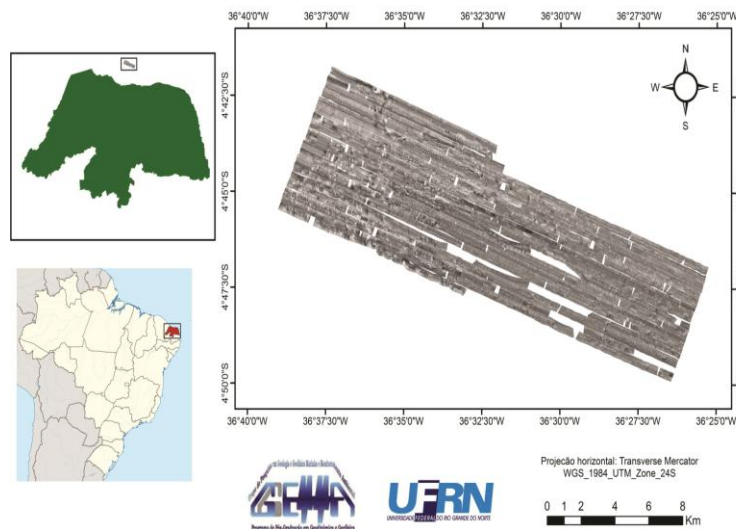 36°40'0"W 36°37'30"W 36°35'0"W 36°32'30"W 36°30'0"W 36°27'30"W 36°25'0"W
4°42'30"S
4°45'0"S
4°47'30"S
4°50'0"S
N
W E
S
36°40'0"W 36°37'30"W 36°35'0"W 36°32'30"W 36°30'0"W 36°27'30"W 36°25'0"W
UFRN
UNIVERSIDADE FEDERAL DO RIO GRANDE DO NORTE
Projecão horizontal: Transverse Mercator
WGS_1984_UTM_Zone_24S
0 1 2 4 6 8
Km